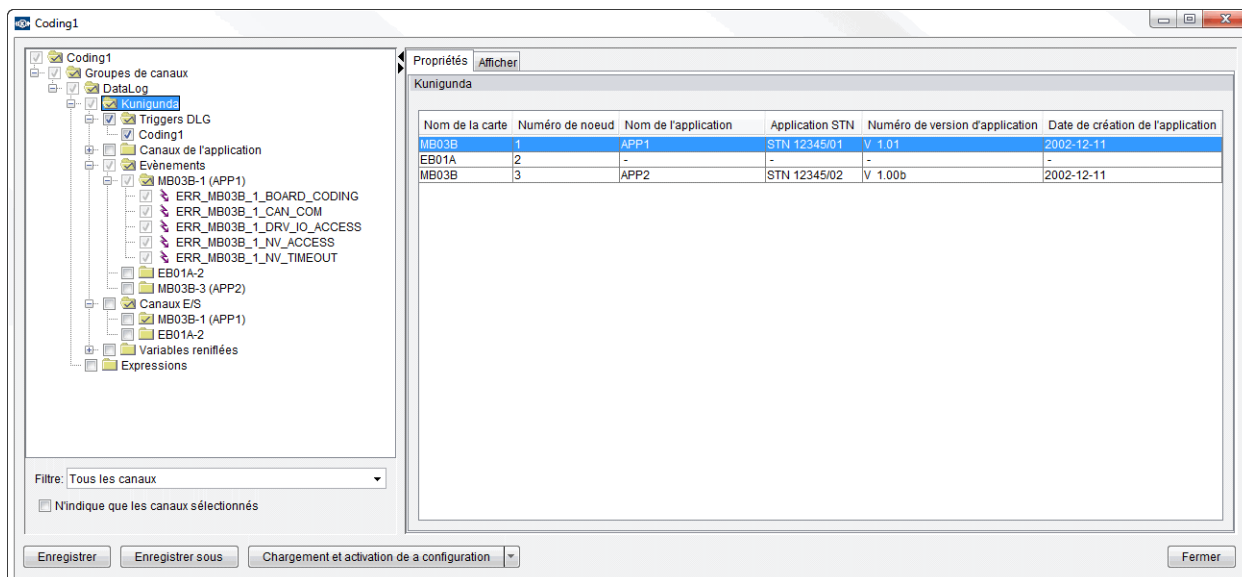 Coding1
Coding1
Groupes de canaux
DataLog
Kunigunda
Triggers DLG
Coding1
Canaux de l'application
Evènements
MB03B-1 (APP1)
ERR_MB03B_1_BOARD_CODING
ERR_MB03B_1_CAN_COM
ERR_MB03B_1_DRV_IO_ACCESS
ERR_MB03B_1_NV_ACCESS
ERR_MB03B_1_NV_TIMEOUT
EB01A-2
MB03B-3 (APP2)
Canaux E/S
MB03B-1 (APP1)
EB01A-2
Variables reniflées
Expressions
Filtre: Tous les canaux
N'indique que les canaux sélectionnés
Propriétés Afficher
Kunigunda
Nom de la carte Numéro de noeud Nom de l'application Application STN Numéro de version d'application Date de création de l'application
MB03B 1 APP1 STN 12345/01 V 1.01 2002-12-11
EB01A 2 - - - -
MB03B 3 APP2 STN 12345/02 V 1.00b 2002-12-11
Enregistrer Enregistrer sous Chargement et activation de a configuration Fermer